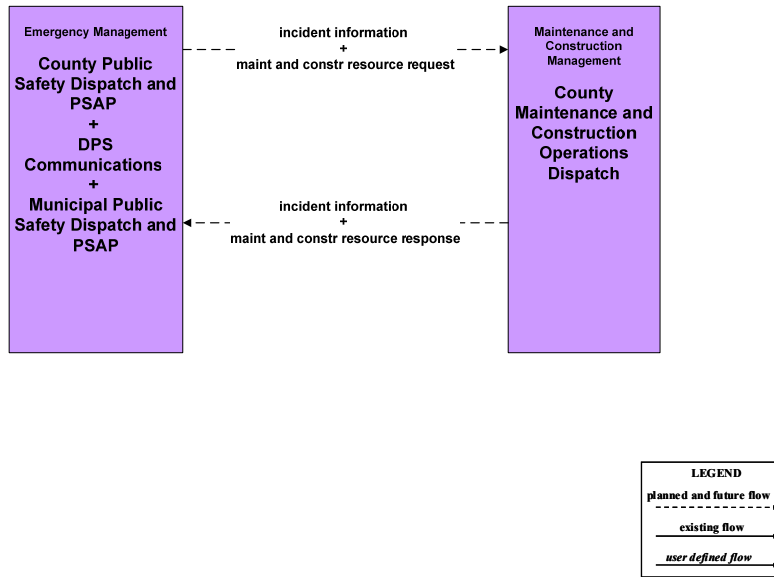 Emergency Management
County Public
Safety Dispatch and
PSAP
+
DPS
Communications
+
Municipal Public
Safety Dispatch and
PSAP
incident information
+
maint and constr resource request
incident information
+
maint and constr resource response
Maintenance and
Construction
Management
County
Maintenance and
Construction
Operations
Dispatch
LEGEND
planned and future flow
existing flow
user defined flow